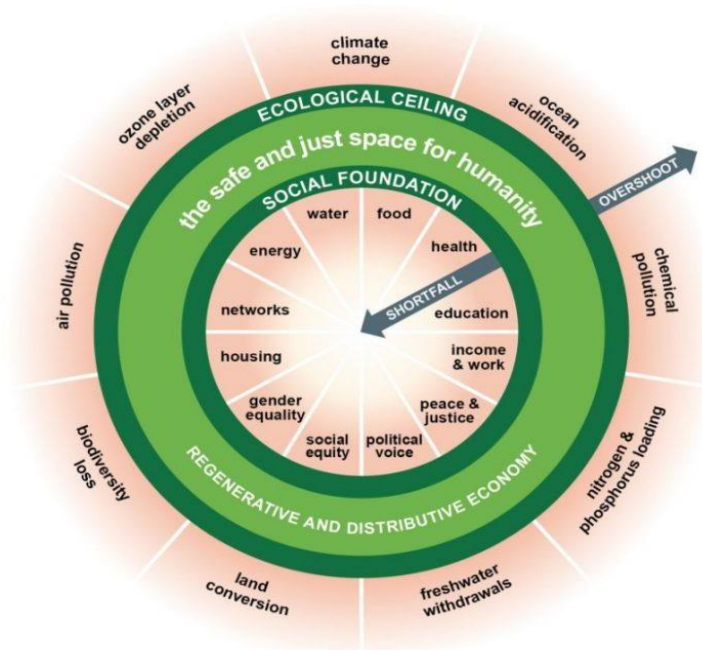 climate
change
ocean
acidification
chemical
pollution
nitrogen &
phosphorus loading
freshwater
withdrawals
land
conversion
biodiversity
loss
air pollution
ozone layer
depletion
OVERSHOOT
ECOLOGICAL CEILING
the safe and just space for humanity
SOCIAL FOUNDATION
water
food
health
SHORTFALL
education
income
& work
peace &
justice
political
voice
social
equity
gender
equality
housing
networks
energy
REGENERATIVE AND DISTRIBUTIVE ECONOMY